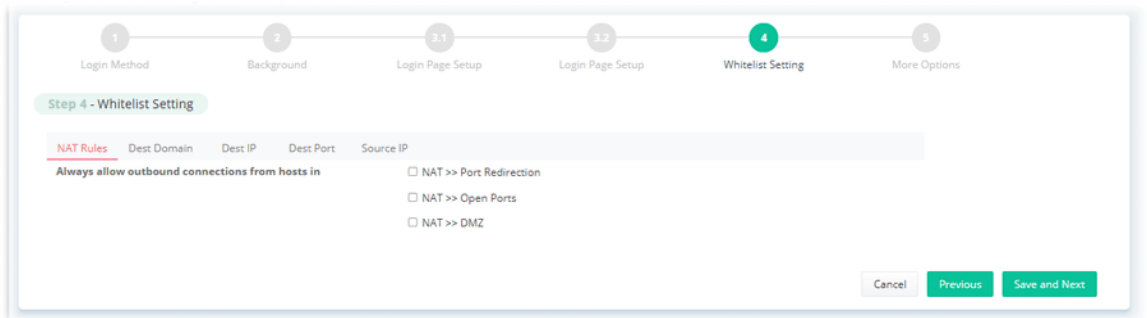 1
2
3.1
3.2
4
5
Login Method
Background
Login Page Setup
Login Page Setup
Whitelist Setting
More Options
Step 4 - Whitelist Setting
NAT Rules Dest Domain Dest IP Dest Port Source IP
Always allow outbound connections from hosts in
NAT >> Port Redirection
NAT >> Open Ports
NAT >> DMZ
Cancel Previous Save and Next